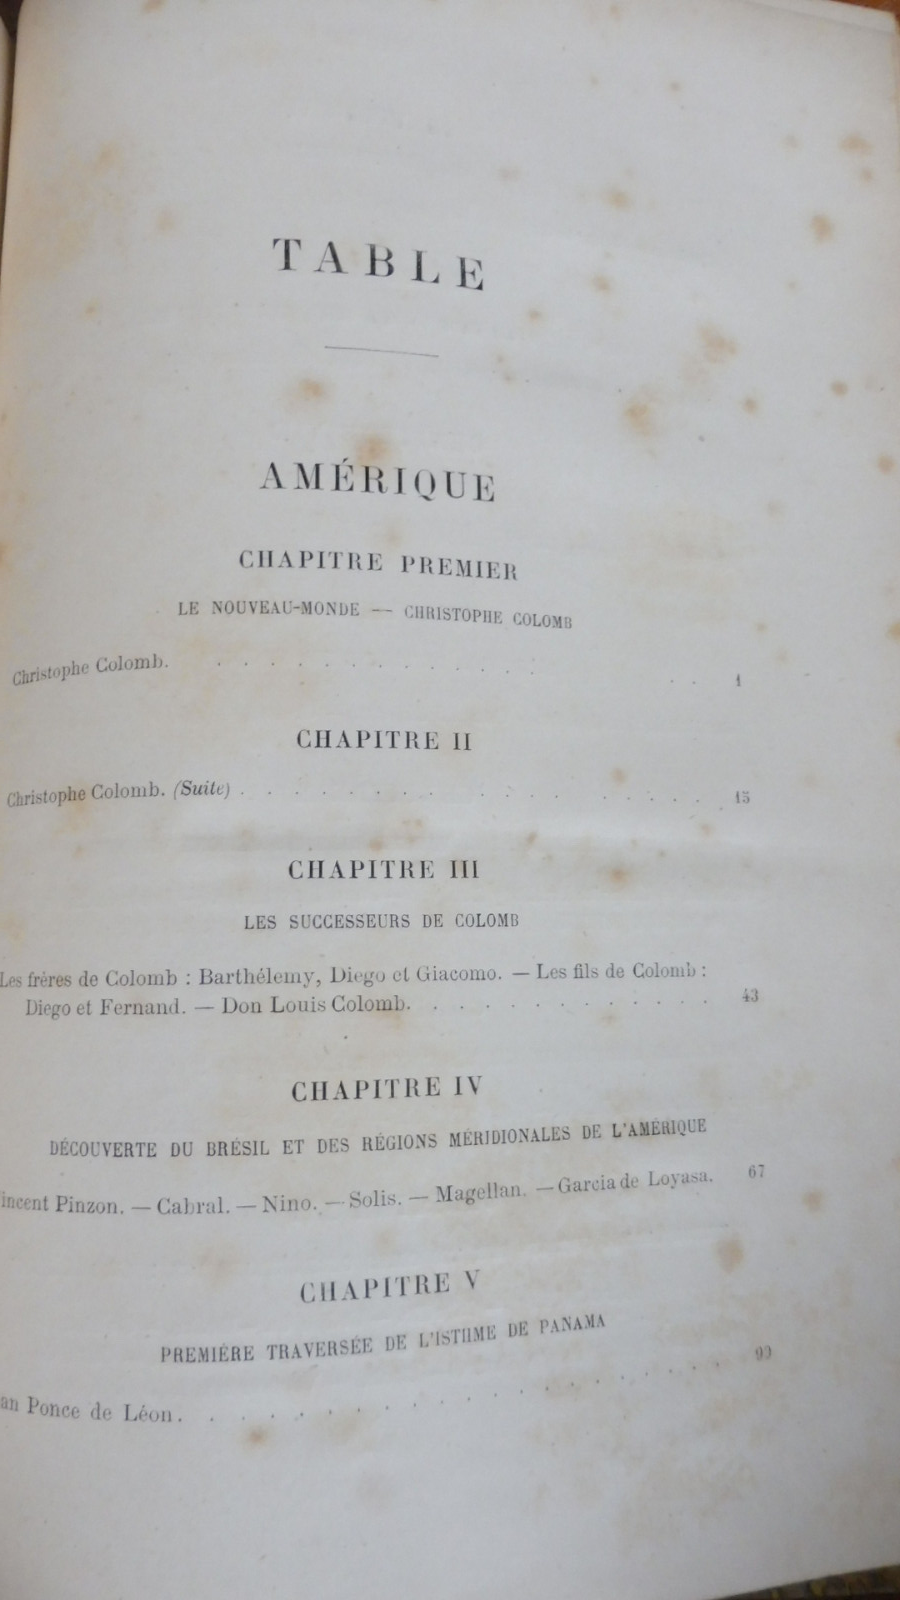 TABLE
AMÉRIQUE
CHAPITRE PREMIER
LE NOUVEAU-MONDE — CHRISTOPHE COLOMB
Christophe Colomb. . . . . . . . . . . . . . . . 1
CHAPITRE II
Christophe Colomb. (Suite) . . . . . . . . . . . . . . . 15
CHAPITRE III
LES SUCCESSEURS DE COLOMB
Les frères de Colomb : Barthélemy, Diego et Giacomo. — Les fils de Colomb :
Diego et Fernand. — Don Louis Colomb. . . . . . . . . . . . 43
CHAPITRE IV
DÉCOUVERTE DU BRÉSIL ET DES RÉGIONS MÉRIDIONALES DE L'AMÉRIQUE
incent Pinzon. — Cabral. — Nino. — Solis. — Magellan. — Garcia de Loyasa. 67
CHAPITRE V
PREMIÈRE TRAVERSÉE DE L'ISTHME DE PANAMA
an Ponce de Léon. . . . . . . . . . . . . . . . . .